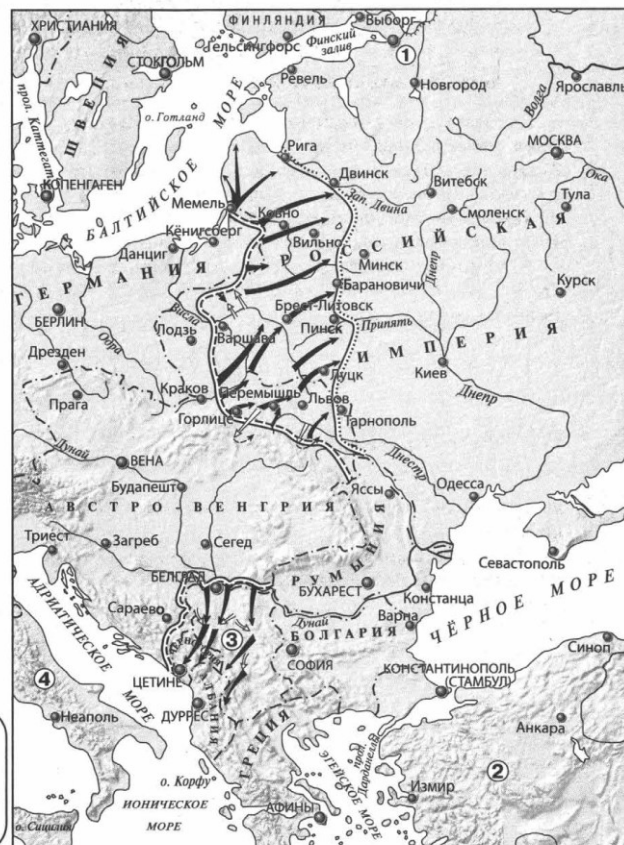 ФИНЛЯНДИЯ
Выборг
ХРИСТИАНИЯ
Гельсингфорс
Финский
залив
1
СТОКГОЛЬМ
Ревель
Новгород
Ярославль
Волга
прол. Каттегат
ШВЕЦИЯ
о. Готланд
МОРЕ
Рига
МОСКВА
Двинск
Витебск
Ока
КОПЕНГАГЕН
Зап. Двина
Тула
Мемель
Смоленск
БАЛТИЙСКОЕ
Ковно
Кёнигсберг
Вильно
РОССИЙСКАЯ
Данциг
Минск
Днепр
ГЕРМАНИЯ
Барановичи
Курск
БЕРЛИН
Висла
Брест-Литовск
Лодзь
Варшава
Пинск
Припять
ИМПЕРИЯ
Дрезден
Одра
Луцк
Киев
Краков
Перемышль
Прага
Львов
Днепр
Горлице
Тарнополь
Дунай
ВЕНА
Днестр
Будапешт
Яссы
Одесса
АВСТРО-ВЕНГРИЯ
Триест
Загреб
Сегед
РУМЫНИЯ
Севастополь
БЕЛГРАД
БУХАРЕСТ
Констанца
АДРИАТИЧЕСКОЕ
МОРЕ
Сараево
Дунай
Варна
ЧЁРНОЕ МОРЕ
3
БОЛГАРИЯ
СОФИЯ
Синоп
4
ЦЕТИНЕ
КОНСТАНТИНОПОЛЬ
(СТАМБУЛ)
АЛБАНИЯ
Неаполь
ДУРРЕС
Анкара
ГРЕЦИЯ
прол.
Дарданеллы
2
о. Корфу
ЭГЕЙСКОЕ МОРЕ
Измир
ИОНИЧЕСКОЕ
МОРЕ
АФИНЫ
о. Сицилия